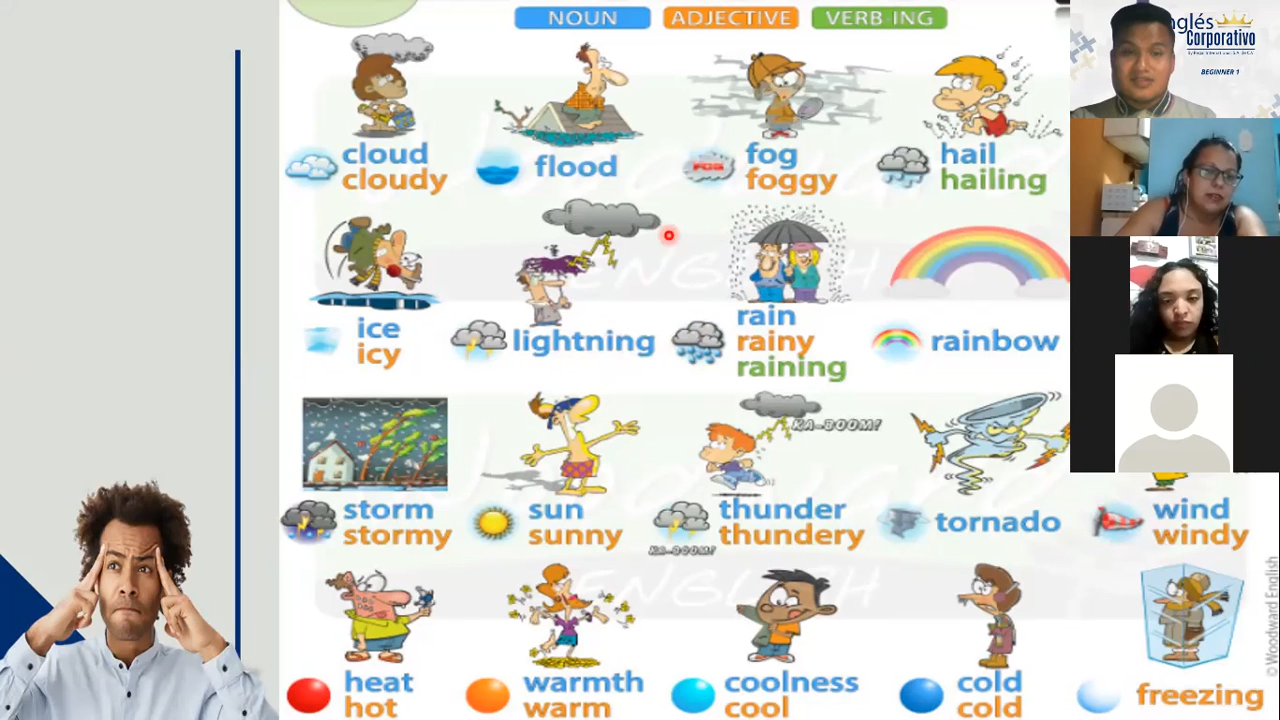 NOUN ADJECTIVE VERB-ING
Inglés
Corporativo
BEGINNER 1
cloud
cloudy
flood
FOG
fog
foggy
hail
hailing
ENGLISH
ice
icy
lightning
rain
rainy
raining
rainbow
KA-BOOM!
storm
stormy
sun
sunny
KA-BOOM!
thunder
thundery
tornado
wind
windy
ENGLISH
heat
hot
warmth
warm
coolness
cool
cold
cold
freezing
© Woodward English